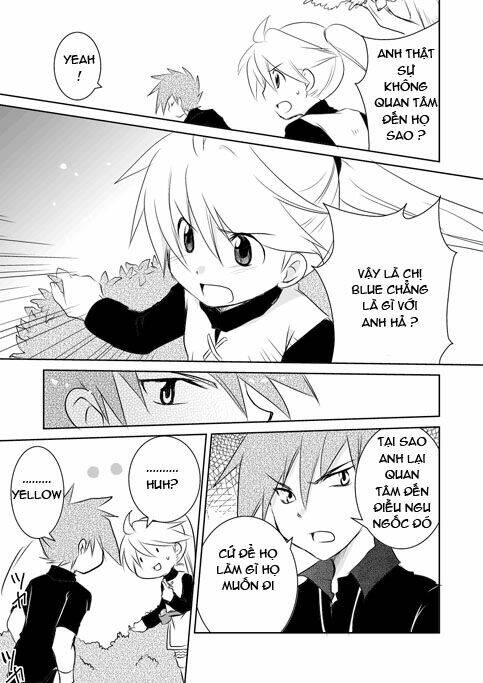 ANH THẬT
SỰ
KHÔNG
QUAN TÂM
ĐẾN HỌ
SAO ?
YEAH
!
VẬY LÀ CHỊ
BLUE CHẲNG
LÀ GÌ VỚI
ANH HẢ ?
TẠI SAO
ANH LẠI
QUAN
TÂM ĐẾN
ĐIỀU NGU
NGỐC ĐÓ
CỨ ĐỂ HỌ
LÀM GÌ HỌ
MUỐN ĐI
..........
HUH?
.........
YELLOW